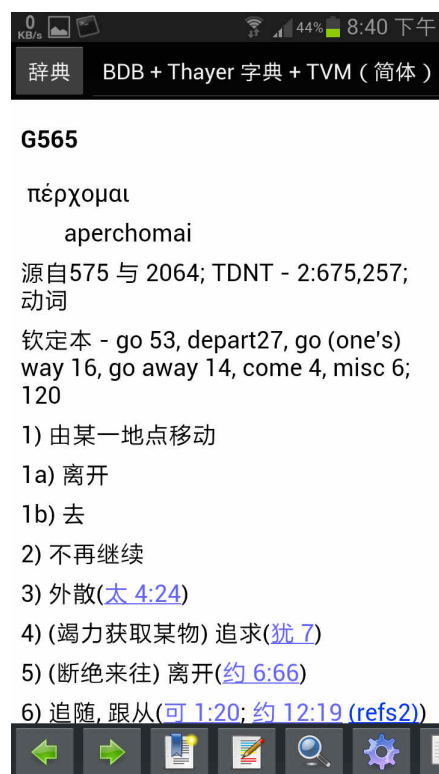 0
KB/s
44%
8:40 下午
辞典
BDB + Thayer 字典 + TVM ( 简体 )
G565
πέρχομαι
aperchomai
源自575 与 2064; TDNT - 2:675,257;
动词
钦定本 - go 53, depart27, go (one's)
way 16, go away 14, come 4, misc 6;
120
1) 由某一地点移动
1a) 离开
1b) 去
2) 不再继续
3) 外散(太 4:24)
4) (竭力获取某物) 追求(犹 7)
5) (断绝来往) 离开(约 6:66)
6) 追随, 跟从(可 1:20; 约 12:19 (refs2))